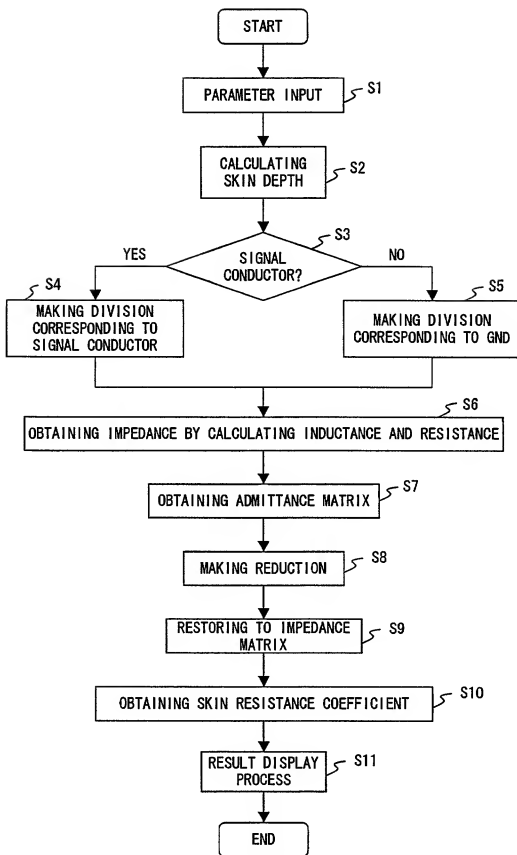 START
PARAMETER INPUT
S1
CALCULATING
SKIN DEPTH
S2
SIGNAL
CONDUCTOR?
S3
YES
NO
S4
MAKING DIVISION
CORRESPONDING TO
SIGNAL CONDUCTOR
S5
MAKING DIVISION
CORRESPONDING TO GND
S6
OBTAINING IMPEDANCE BY CALCULATING INDUCTANCE AND RESISTANCE
S7
OBTAINING ADMITTANCE MATRIX
S8
MAKING REDUCTION
S9
RESTORING TO IMPEDANCE
MATRIX
S10
OBTAINING SKIN RESISTANCE COEFFICIENT
S11
RESULT DISPLAY
PROCESS
END